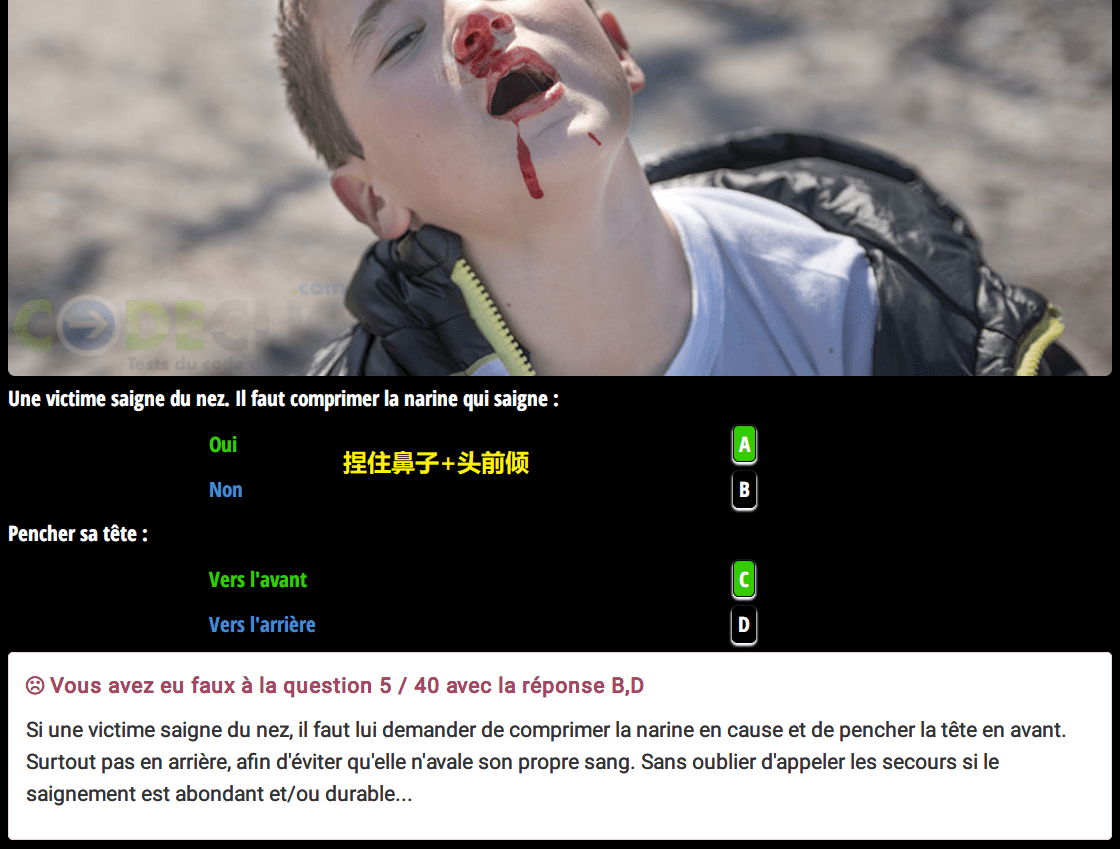 CODECL
.com
Tests du code
Une victime saigne du nez. Il faut comprimer la narine qui saigne :
Oui A
捏住鼻子+头前倾
Non B
Pencher sa tête :
Vers l'avant C
Vers l'arrière D
☹ Vous avez eu faux à la question 5 / 40 avec la réponse B,D
Si une victime saigne du nez, il faut lui demander de comprimer la narine en cause et de pencher la tête en avant.
Surtout pas en arrière, afin d'éviter qu'elle n'avale son propre sang. Sans oublier d'appeler les secours si le
saignement est abondant et/ou durable...